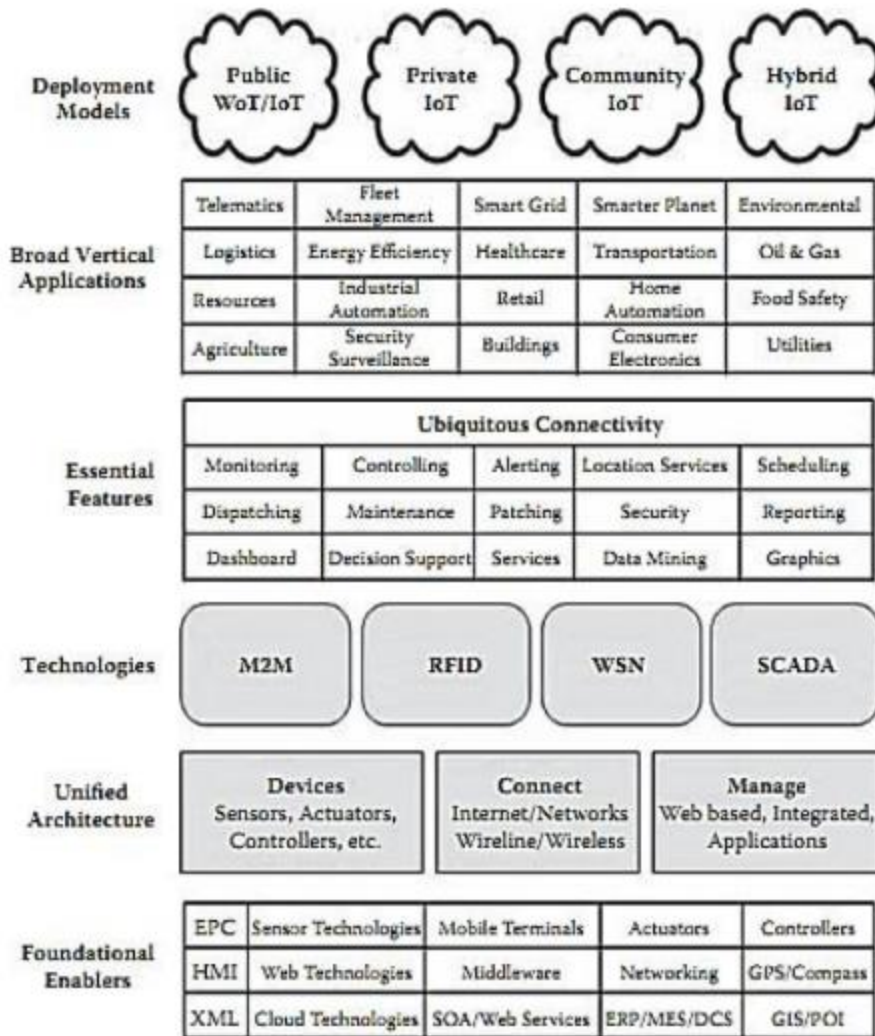 Deployment
Models
Public
WoT/IoT
Private
IoT
Community
IoT
Hybrid
IoT
Broad Vertical
Applications
Telematics
Fleet
Management
Smart Grid
Smarter Planet
Environmental
Logistics
Energy Efficiency
Healthcare
Transportation
Oil & Gas
Resources
Industrial
Automation
Retail
Home
Automation
Food Safety
Agriculture
Security
Surveillance
Buildings
Consumer
Electronics
Utilities
Essential
Features
Ubiquitous Connectivity
Monitoring
Controlling
Alerting
Location Services
Scheduling
Dispatching
Maintenance
Patching
Security
Reporting
Dashboard
Decision Support
Services
Data Mining
Graphics
Technologies
M2M
RFID
WSN
SCADA
Unified
Architecture
Devices
Sensors, Actuators,
Controllers, etc.
Connect
Internet/Networks
Wireline/Wireless
Manage
Web based, Integrated,
Applications
Foundational
Enablers
EPC
Sensor Technologies
Mobile Terminals
Actuators
Controllers
HMI
Web Technologies
Middleware
Networking
GPS/Compass
XML
Cloud Technologies
SOA/Web Services
ERP/MES/DCS
GIS/POI